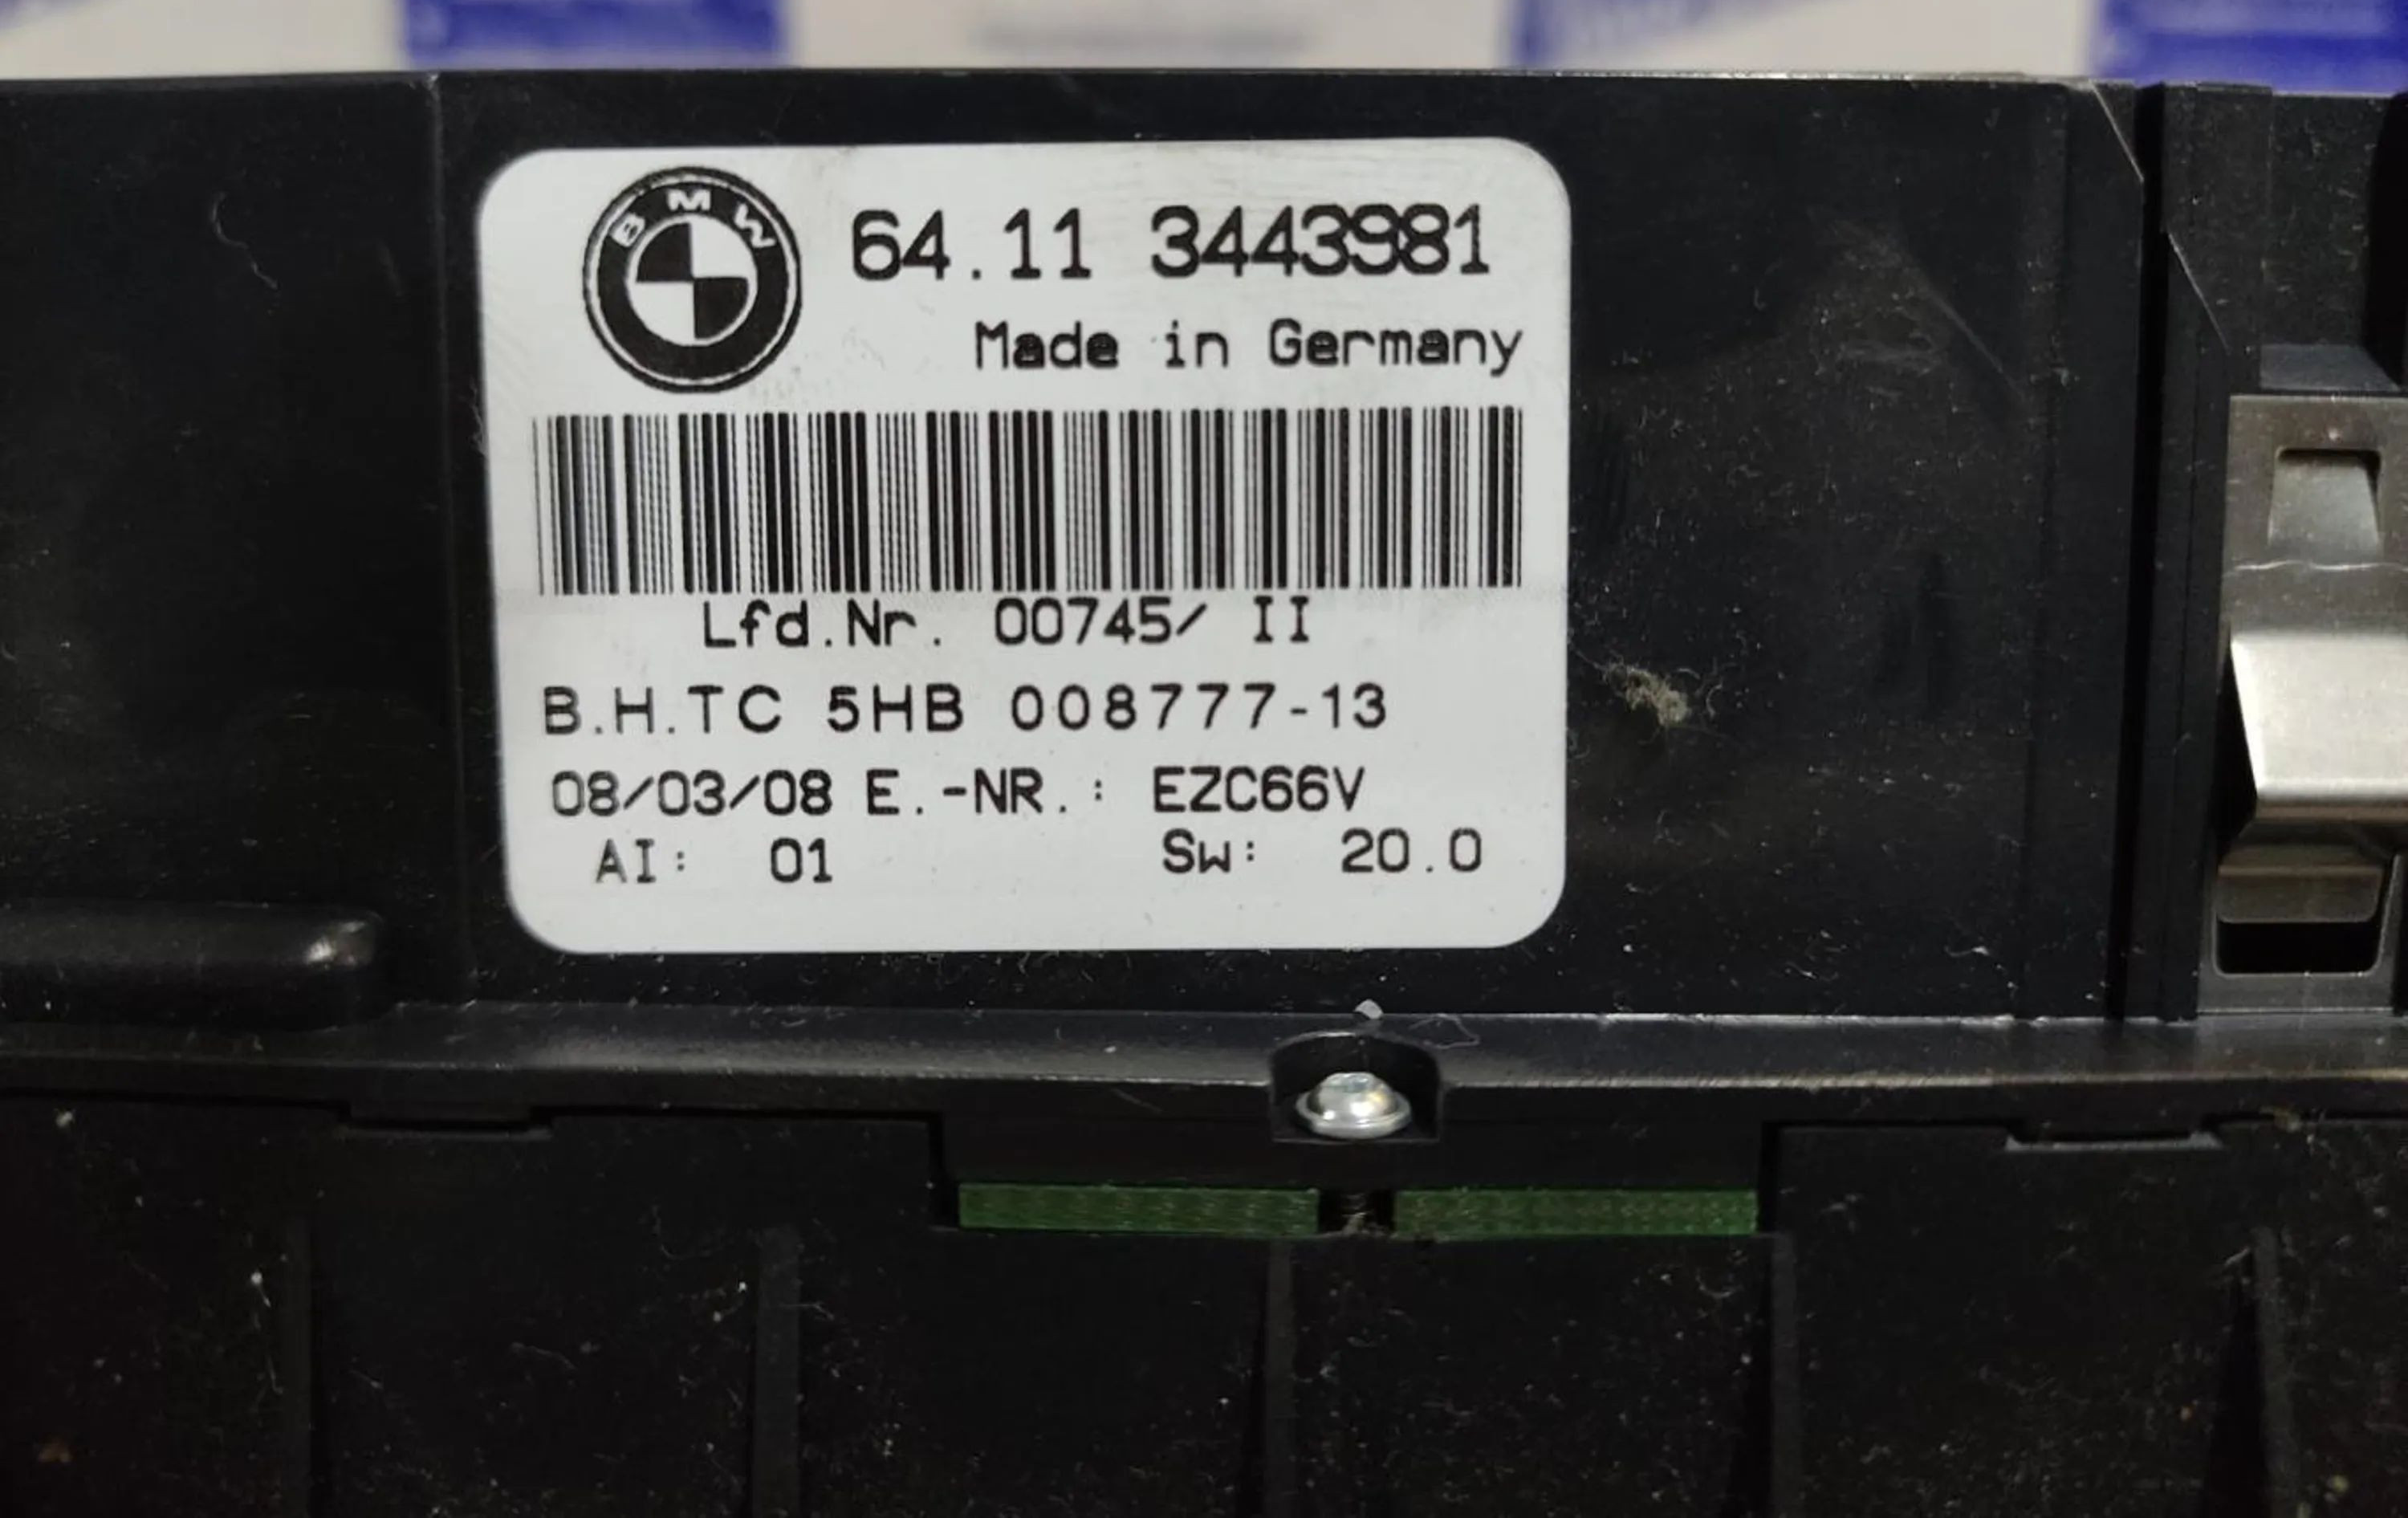 BMW
64.11 3443981
Made in Germany
Lfd.Nr. 00745/ II
B.H.TC 5HB 008777-13
08/03/08 E.-NR.: EZC66V
AI: 01 Sw: 20.0